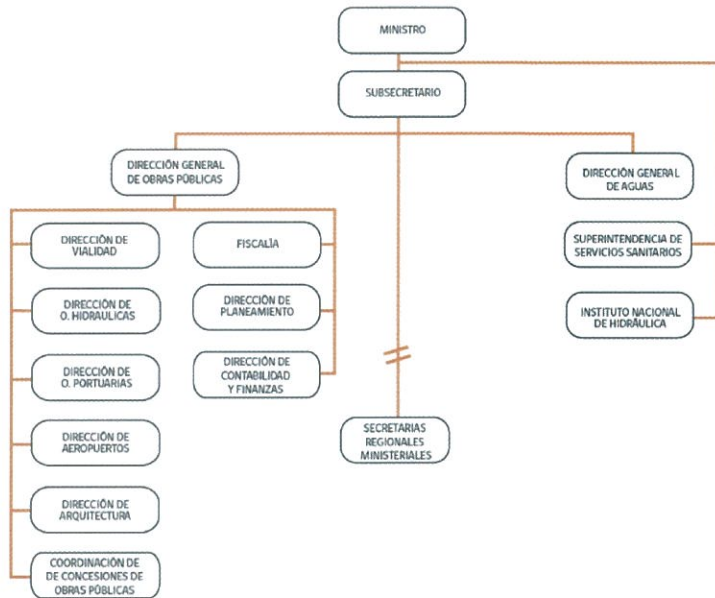 MINISTRO
SUBSECRETARIO
DIRECCIÓN GENERAL
DE OBRAS PÚBLICAS
DIRECCIÓN GENERAL
DE AGUAS
DIRECCIÓN DE
VIALIDAD
FISCALÌA
SUPERINTENDENCIA DE
SERVICIOS SANITARIOS
DIRECCIÓN DE
O. HIDRAULICAS
DIRECCIÓN DE
PLANEAMIENTO
INSTITUTO NACIONAL
DE HIDRÁULICA
DIRECCIÓN DE
O. PORTUARIAS
DIRECCIÓN DE
CONTABILIDAD
Y FINANZAS
DIRECCIÓN DE
AEROPUERTOS
SECRETARIAS
REGIONALES
MINISTERIALES
DIRECCIÓN DE
ARQUITECTURA
COORDINACIÓN DE
DE CONCESIONES DE
OBRAS PÚBLICAS